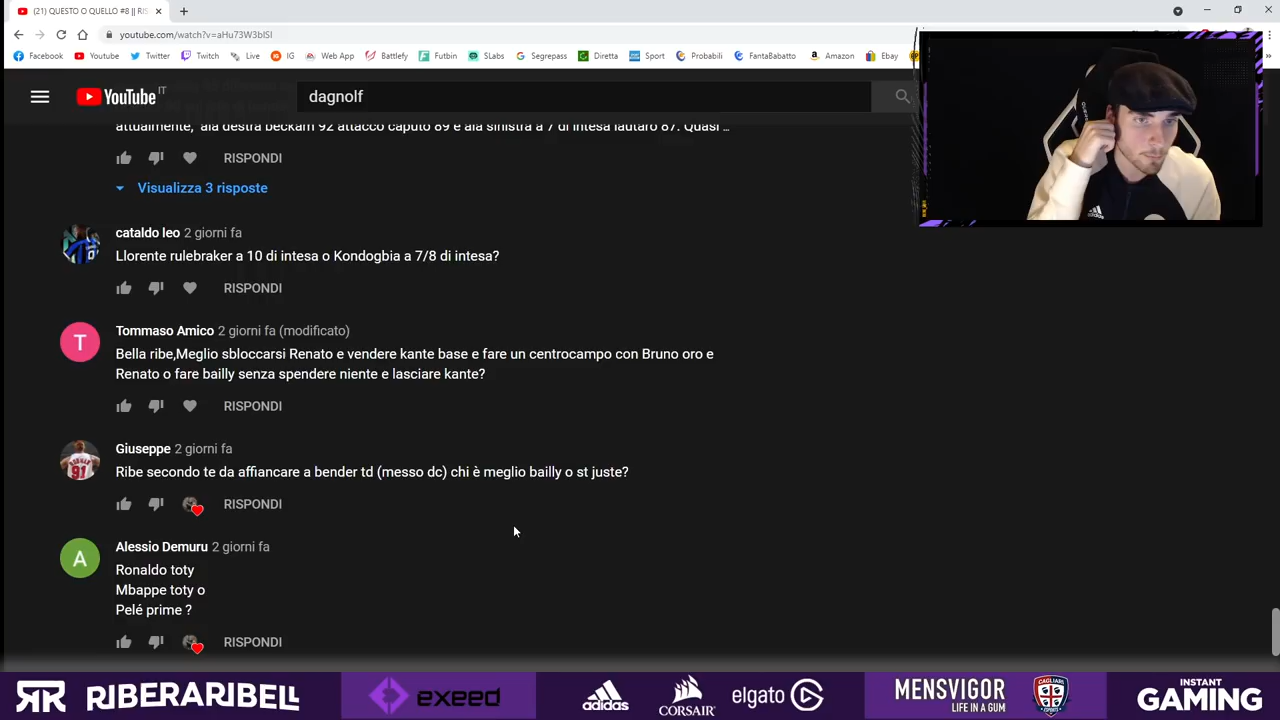 (21) QUESTO O QUELLO #8 || RIS
youtube.com/watch?v=aHu73W3bISI
Facebook Youtube Twitter Twitch Live IG Web App Battlefy Futbin SLabs Segrepass Diretta Sport Probabili FantaBabatto Amazon Ebay
YouTube IT
dagnolf
attualmente, ala destra beckam 92 attacco caputo 89 e ala sinistra a 7 di intesa lautaro 87. Quasi ...
RISPONDI
Visualizza 3 risposte
cataldo leo 2 giorni fa
Llorente rulebraker a 10 di intesa o Kondogbia a 7/8 di intesa?
RISPONDI
T
Tommaso Amico 2 giorni fa (modificato)
Bella ribe,Meglio sbloccarsi Renato e vendere kante base e fare un centrocampo con Bruno oro e
Renato o fare bailly senza spendere niente e lasciare kante?
RISPONDI
Giuseppe 2 giorni fa
Ribe secondo te da affiancare a bender td (messo dc) chi è meglio bailly o st juste?
RISPONDI
A
Alessio Demuru 2 giorni fa
Ronaldo toty
Mbappe toty o
Pelé prime ?
RISPONDI
RR RIBERARIBELL
exeed
adidas
CORSAIR
elgato
MENSVIGOR
LIFE IN A GUM
CAGLIARI
INSTANT
GAMING